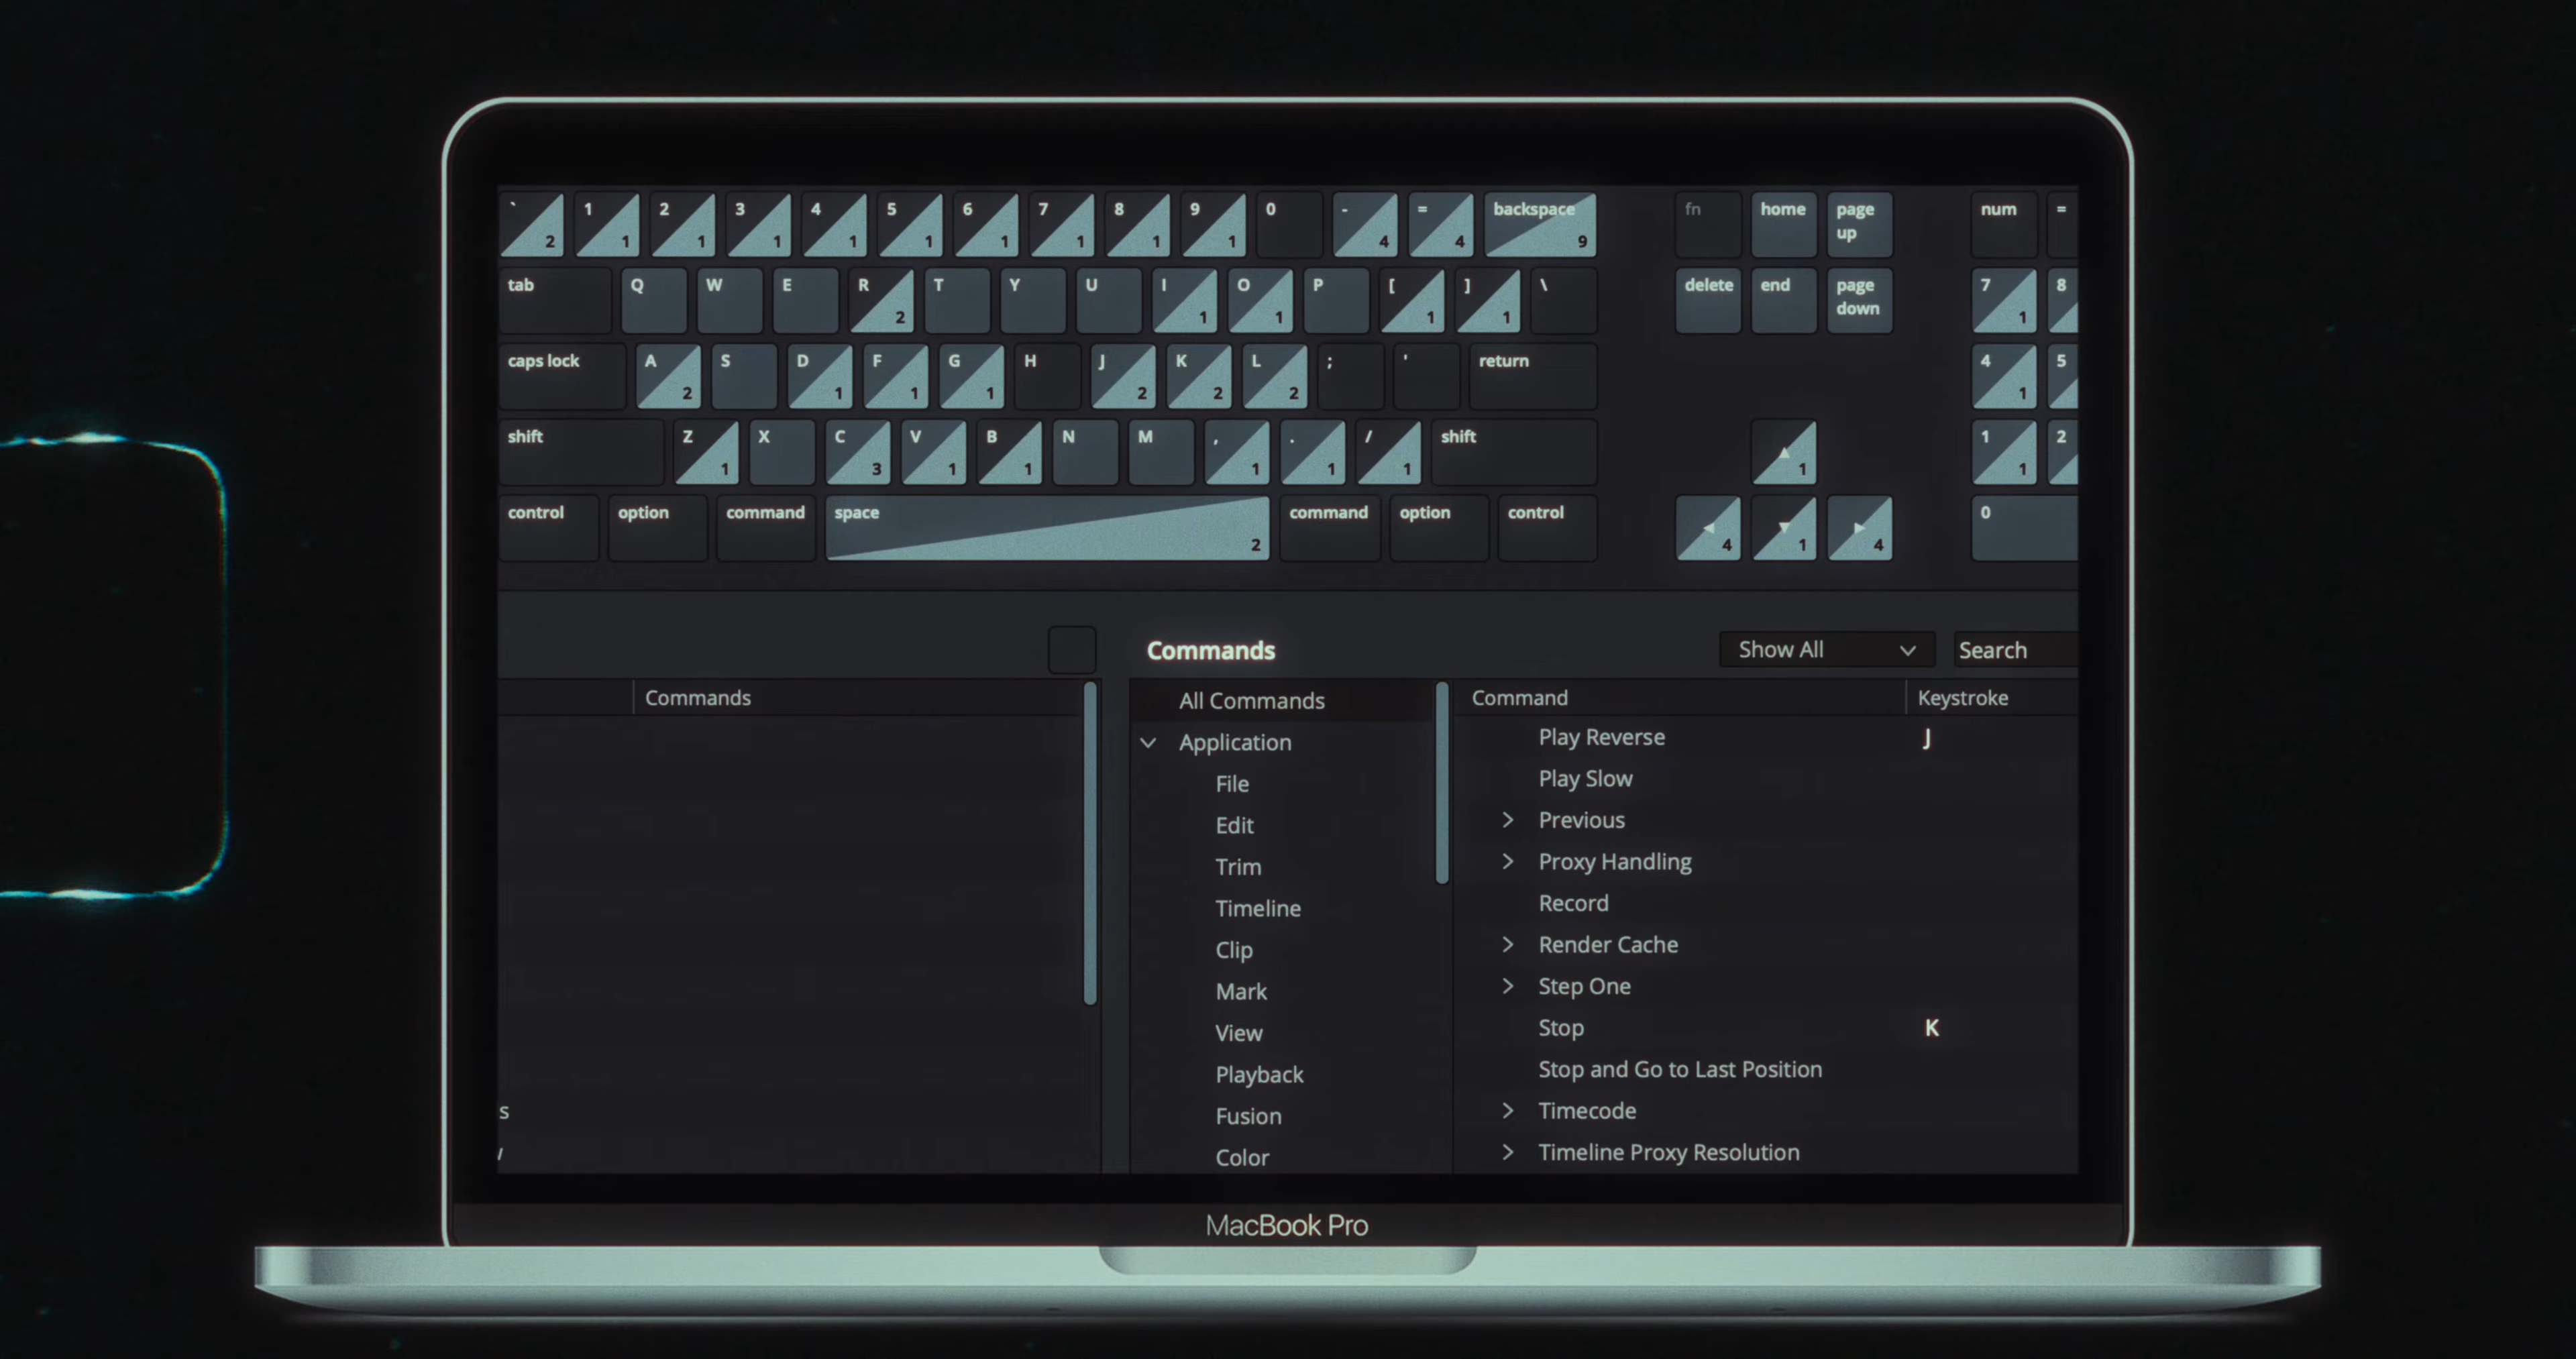 ` 2 1 1 2 1 3 1 4 1 5 1 6 1 7 1 8 1 9 1 0 - 4 = 4 backspace 9 fn home page up num =
tab Q W E R 2 T Y U I 1 O 1 P [ 1 ] 1 \ delete end page down 7 1 8
caps lock A 2 S D 1 F 1 G 1 H J 2 K 2 L 2 ; ' return 4 1 5
shift Z 1 X C 3 V 1 B 1 N M , 1 . 1 / 1 shift ▲ 1 1 1 2
control option command space 2 command option control ◀ 4 ▼ 1 ▶ 4 0
Commands Show All Search
Commands All Commands Command Keystroke
Application Play Reverse J
File Play Slow
Edit Previous
Trim Proxy Handling
Timeline Record
Clip Render Cache
Mark Step One
View Stop K
Playback Stop and Go to Last Position
s Fusion Timecode
Color Timeline Proxy Resolution
MacBook Pro